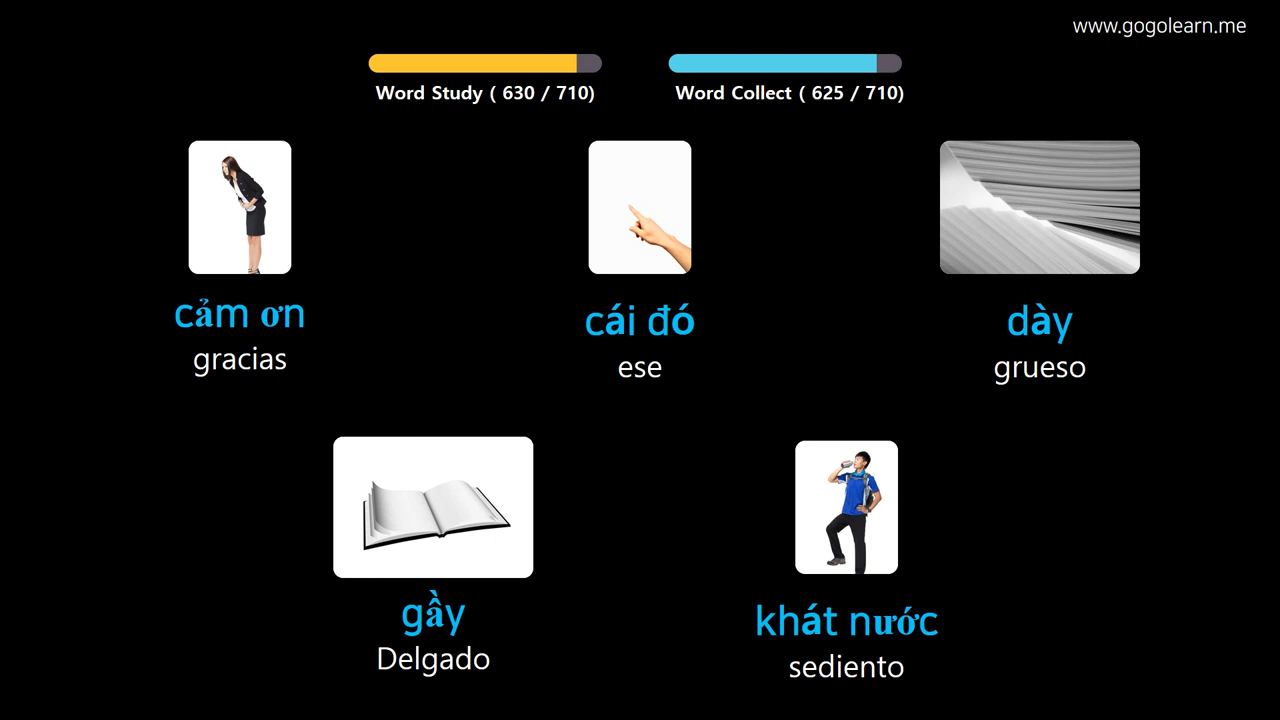 www.gogolearn.me
Word Study ( 630 / 710)
Word Collect ( 625 / 710)
cảm ơn
gracias
cái đó
ese
dày
grueso
gầy
Delgado
khát nước
sediento